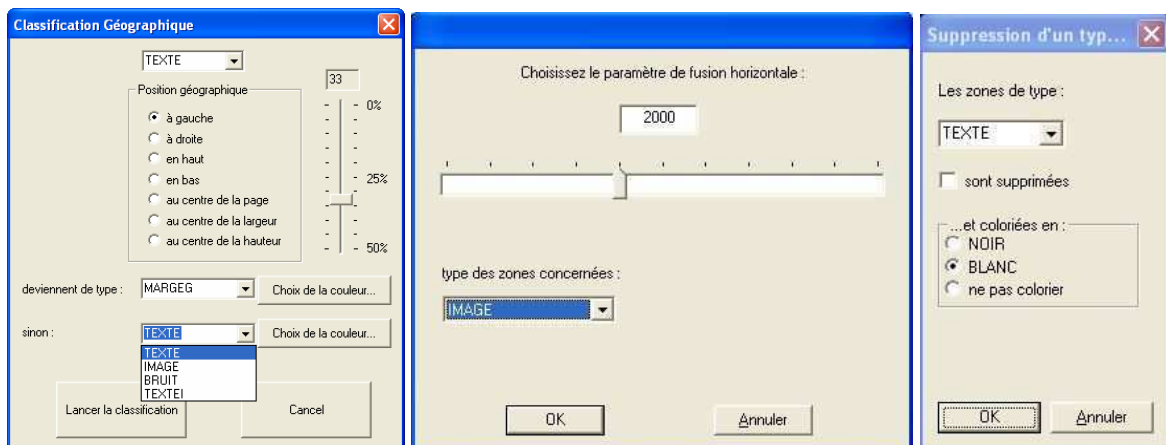 Classification Géographique
TEXTE
33
Position géographique
à gauche
à droite
en haut
en bas
au centre de la page
au centre de la largeur
au centre de la hauteur
0%
25%
50%
deviennent de type :
MARGEG
Choix de la couleur...
sinon :
TEXTE
Choix de la couleur...
TEXTE
IMAGE
BRUIT
TEXTEI
Lancer la classification
Cancel
Choisissez le paramètre de fusion horizontale :
2000
type des zones concernées :
IMAGE
OK
Annuler
Suppression d'un typ...
Les zones de type :
TEXTE
sont supprimées
...et coloriées en :
NOIR
BLANC
ne pas colorier
OK
Annuler